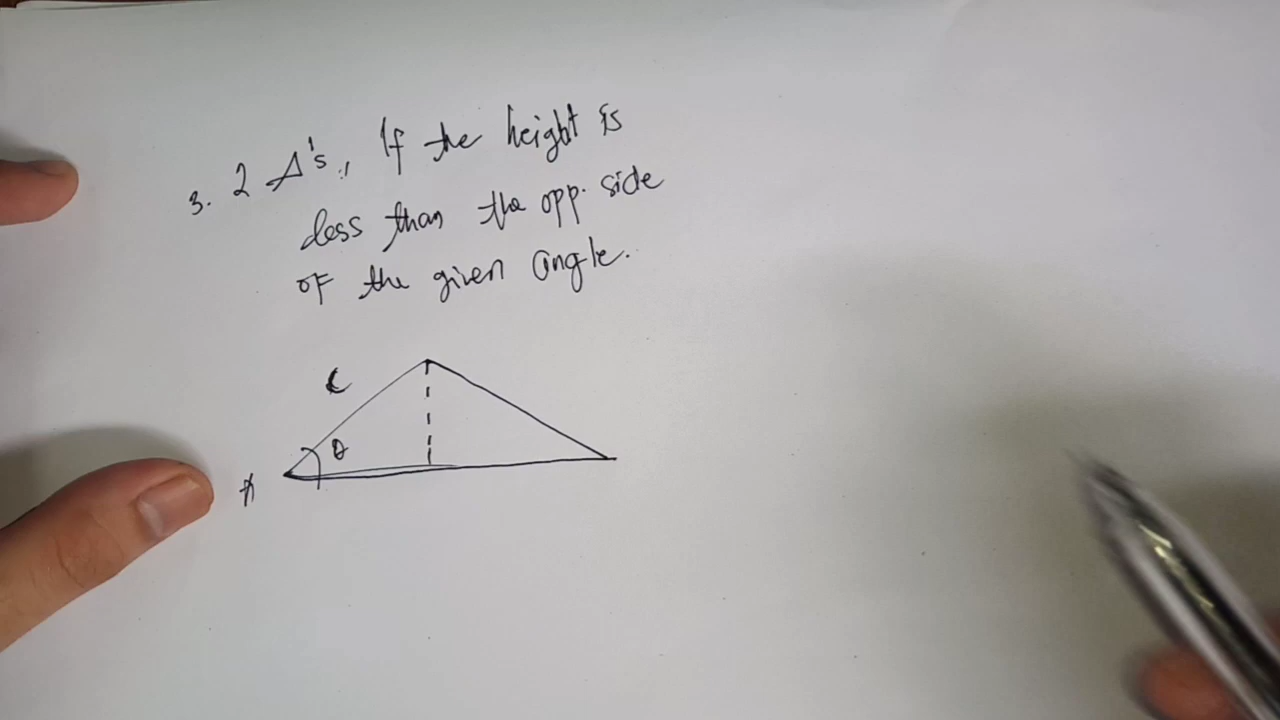 3. 2 Δ's, If the height is
less than the opp. side
of the given angle.
c
θ
A